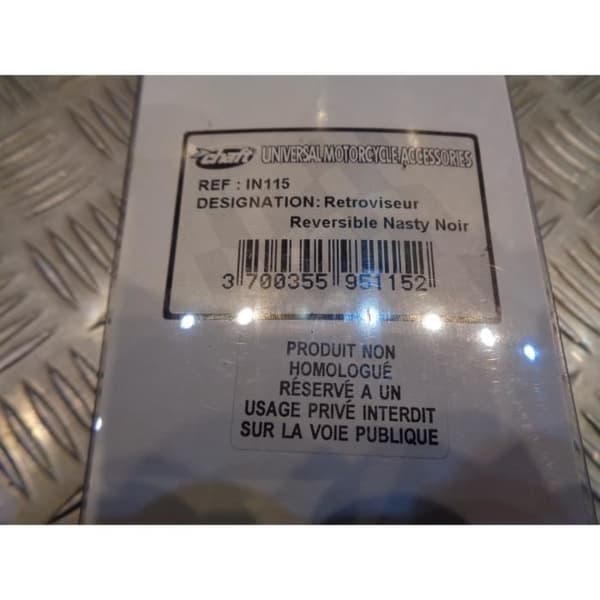 chaft UNIVERSAL MOTORCYCLE ACCESSORIES
REF : IN115
DESIGNATION: Retroviseur
Reversible Nasty Noir
3 700355 951152
PRODUIT NON
HOMOLOGUÉ
RÉSERVÉ A UN
USAGE PRIVÉ INTERDIT
SUR LA VOIE PUBLIQUE